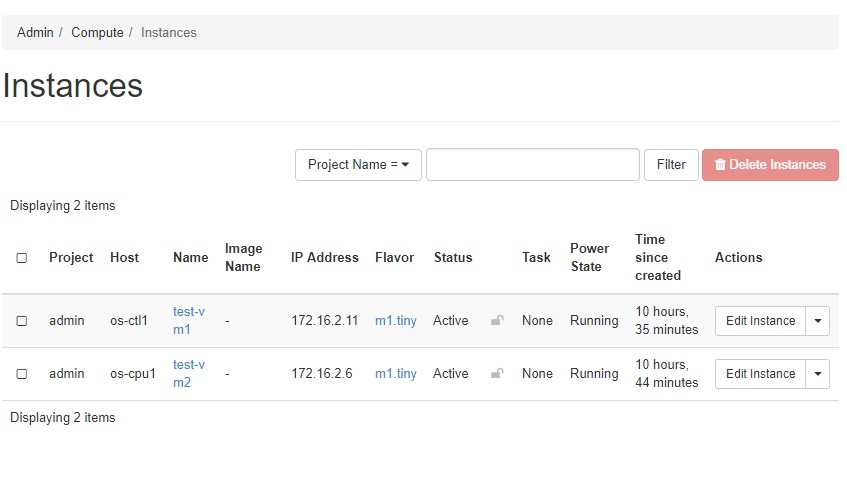 Admin / Compute / Instances
Instances
Project Name = Filter Delete Instances
Displaying 2 items
Project Host Name Image Name IP Address Flavor Status Task Power State Time since created Actions
admin os-ctl1 test-vm1 - 172.16.2.11 m1.tiny Active None Running 10 hours, 35 minutes Edit Instance
admin os-cpu1 test-vm2 - 172.16.2.6 m1.tiny Active None Running 10 hours, 44 minutes Edit Instance
Displaying 2 items